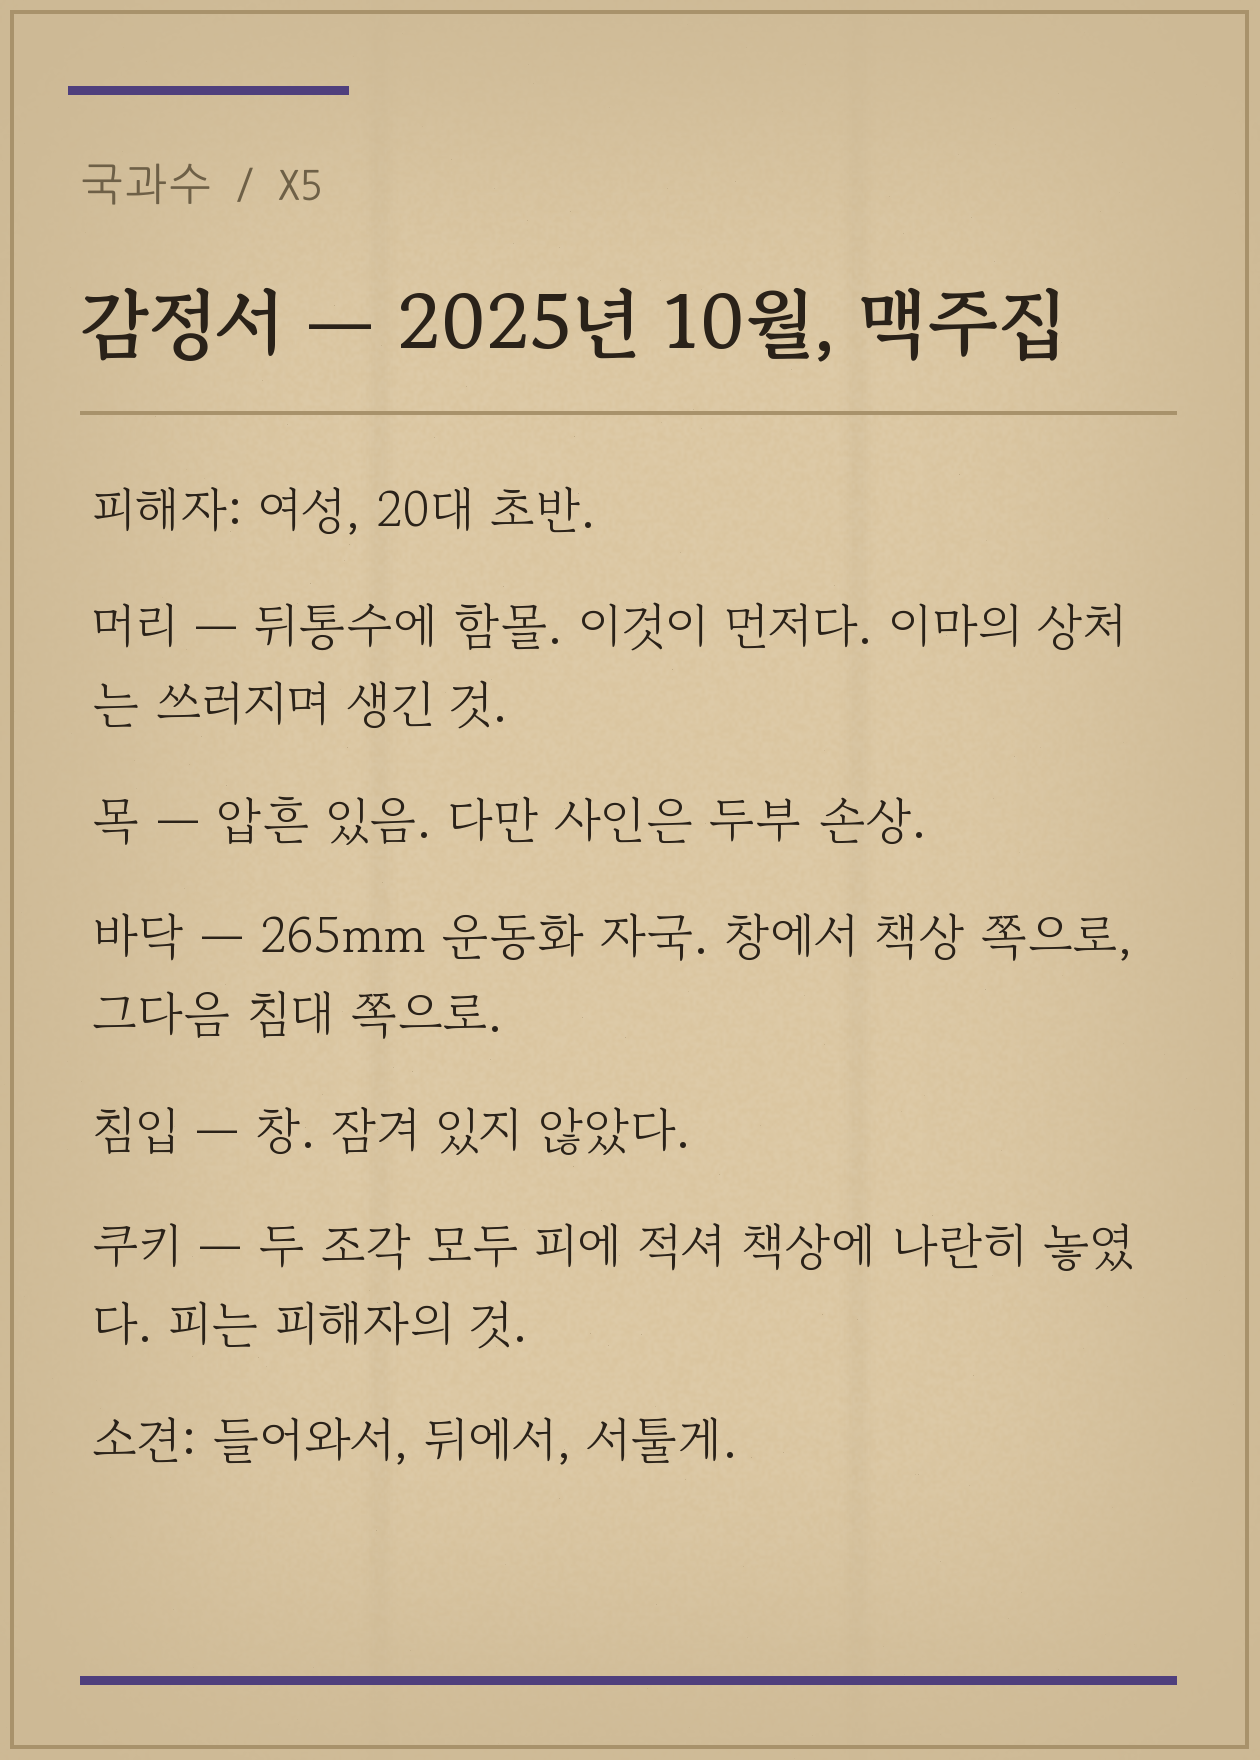 국과수 / X5
감정서 — 2025년 10월, 맥주집
피해자: 여성, 20대 초반.
머리 — 뒤통수에 함몰. 이것이 먼저다. 이마의 상처
는 쓰러지며 생긴 것.
목 — 압흔 있음. 다만 사인은 두부 손상.
바닥 — 265mm 운동화 자국. 창에서 책상 쪽으로,
그다음 침대 쪽으로.
침입 — 창. 잠겨 있지 않았다.
쿠키 — 두 조각 모두 피에 적셔 책상에 나란히 놓였
다. 피는 피해자의 것.
소견: 들어와서, 뒤에서, 서툴게.